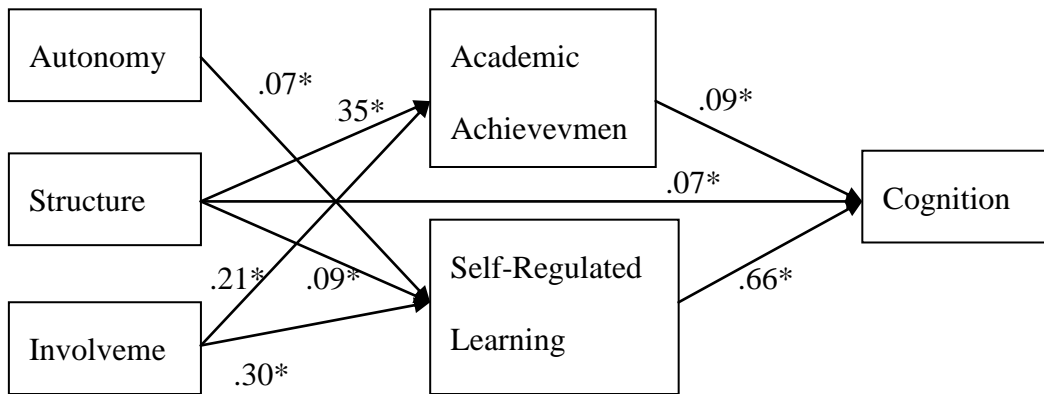 Autonomy
Academic
Achievevmen
.07*
.35*
.09*
Structure
.07*
Cognition
.21*
.09*
Self-Regulated
Learning
.66*
Involveme
.30*